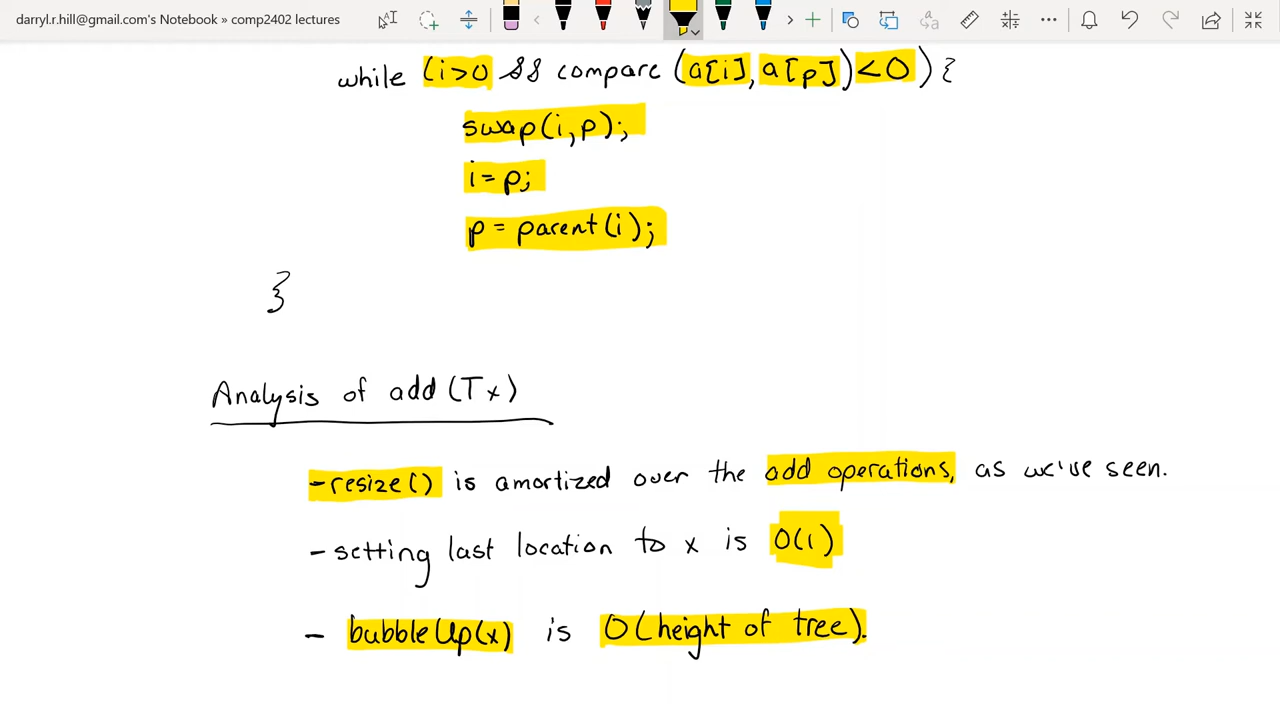 darryl.r.hill@gmail.com's Notebook » comp2402 lectures
while (i>0 && compare (a[i], a[p]) <0) {
swap(i,p);
i = p;
p = parent(i);
}
Analysis of add(T x)
- resize() is amortized over the add operations, as we've seen.
- setting last location to x is O(1)
- bubbleUp(x) is O(height of tree).